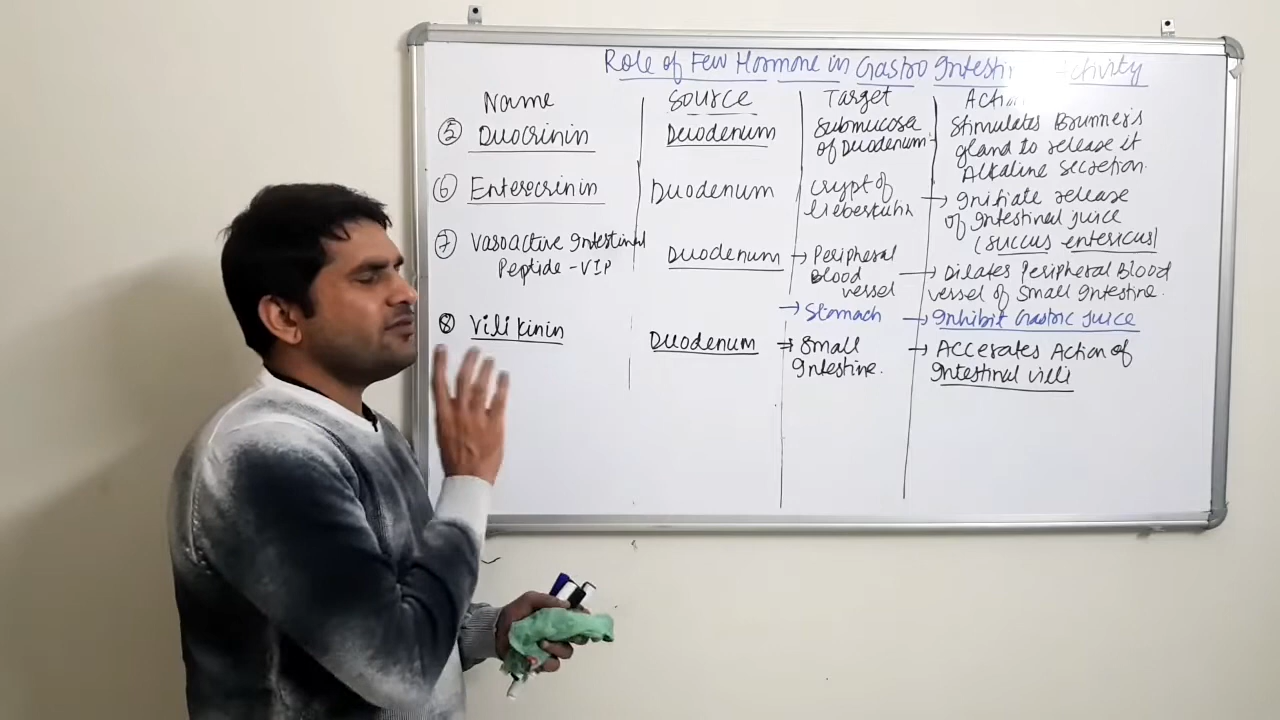 Role of Few Hormone in Gastro Intesti ctivity
Name Source Target Acti
⑤ Duocrinin Duodenum Submucosa of Duodenum Stimulates Brunner's gland to release it Alkaline Secretion.
⑥ Enterocrinin Duodenum Crypt of Lieberkuhn → Initiate release of Intestinal juice (succus entericus)
⑦ Vasoactive Intestinal Peptide - VIP Duodenum → Peripheral Blood vessel → Dilates Peripheral Blood vessel of Small Intestine.
→ Stomach → Inhibit Gastric Juice
⑧ Vilikinin Duodenum → Small Intestine. → Accerates Action of Intestinal villi